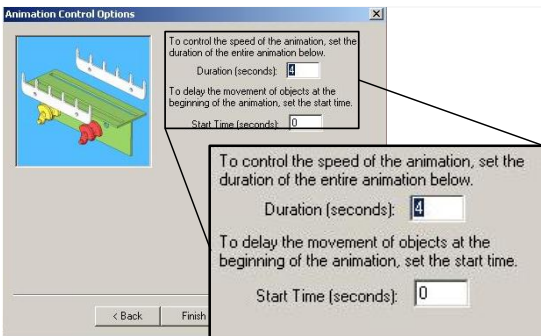 Animation Control Options
To control the speed of the animation, set the
duration of the entire animation below.
Duration (seconds): 4
To delay the movement of objects at the
beginning of the animation, set the start time.
Start Time (seconds): 0
< Back
Finish
To control the speed of the animation, set the
duration of the entire animation below.
Duration (seconds): 4
To delay the movement of objects at the
beginning of the animation, set the start time.
Start Time (seconds): 0